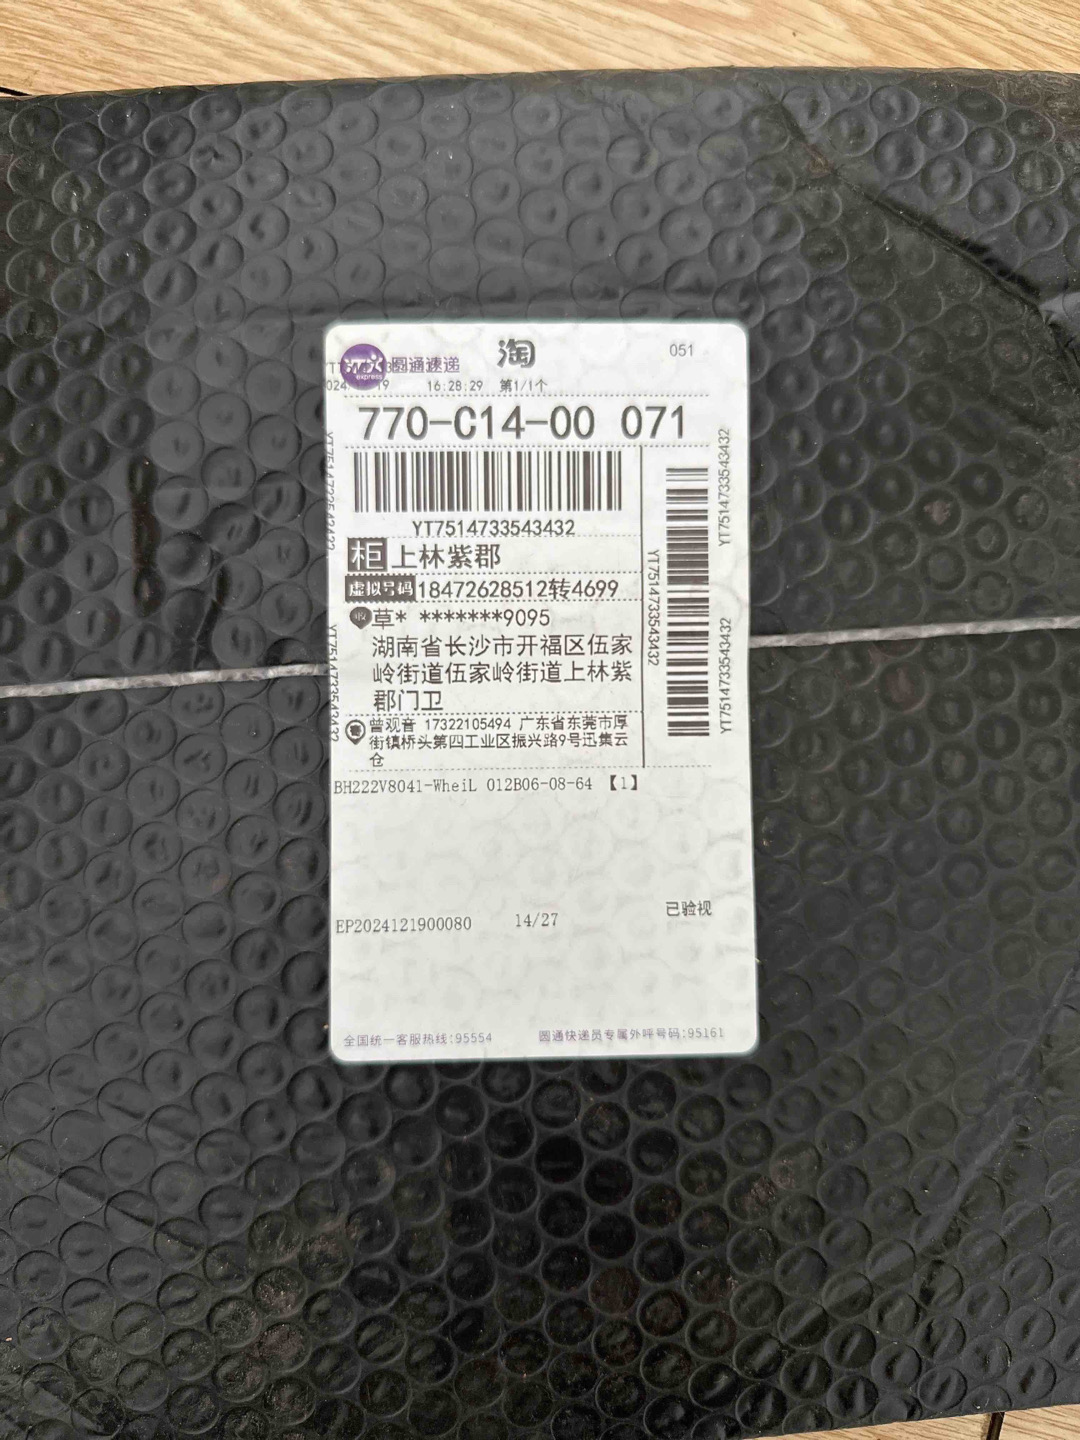 圆通速递
express
淘
051
16:28:29 第1/1个
770-C14-00 071
YT7514733543432
柜 上林紫郡
虚拟号码 18472628512转4699
收 草* *******9095
湖南省长沙市开福区伍家
岭街道伍家岭街道上林紫
郡门卫
曾观音 17322105494 广东省东莞市厚
街镇桥头第四工业区振兴路9号迅集云
仓
YT7514733543432
YT7514733543432
YT7514733543432
YT7514733543432
YT7514733543432
BH222V8041-WheiL 012B06-08-64 【1】
已验视
EP2024121900080 14/27
全国统一客服热线:95554 圆通快递员专属外呼号码:95161